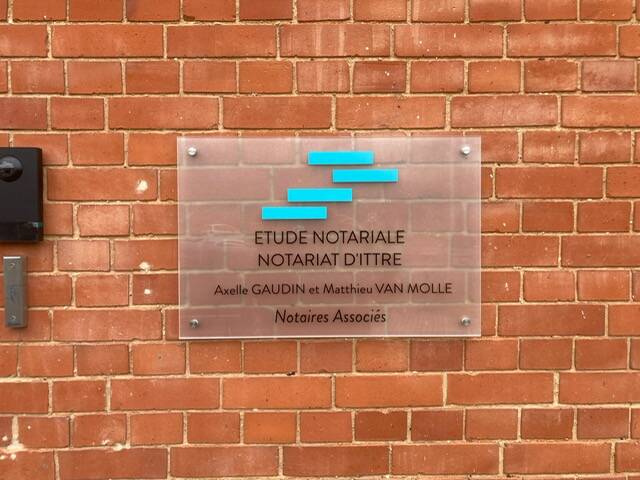 ETUDE NOTARIALE
NOTARIAT D'ITTRE
Axelle GAUDIN et Matthieu VAN MOLLE
Notaires Associés